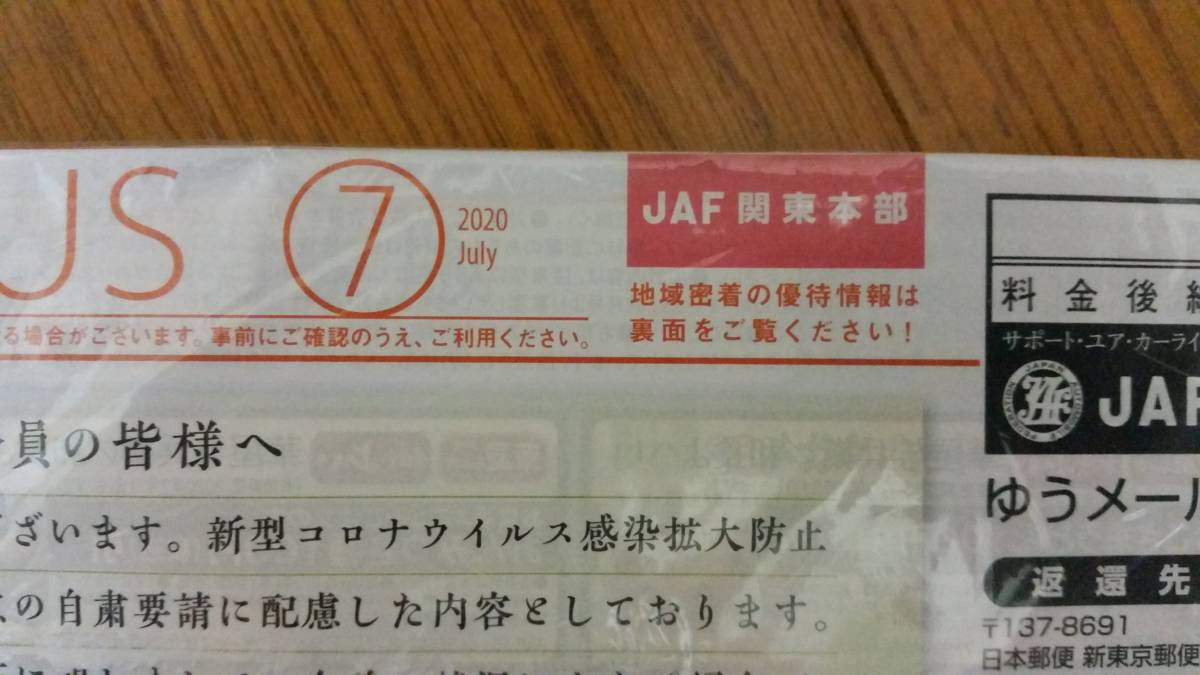 US ⑦ 2020
July
JAF 関東本部
地域密着の優待情報は
裏面をご覧ください!
る場合がございます。事前にご確認のうえ、ご利用ください。
員の皆様へ
ざいます。新型コロナウイルス感染拡大防止
の自粛要請に配慮した内容としております。
料金後
サポート・ユア・カーライ
JAPAN AUTOMOBILE FEDERATION
JAF
ゆうメール
返還先
〒137-8691
日本郵便 新東京郵便